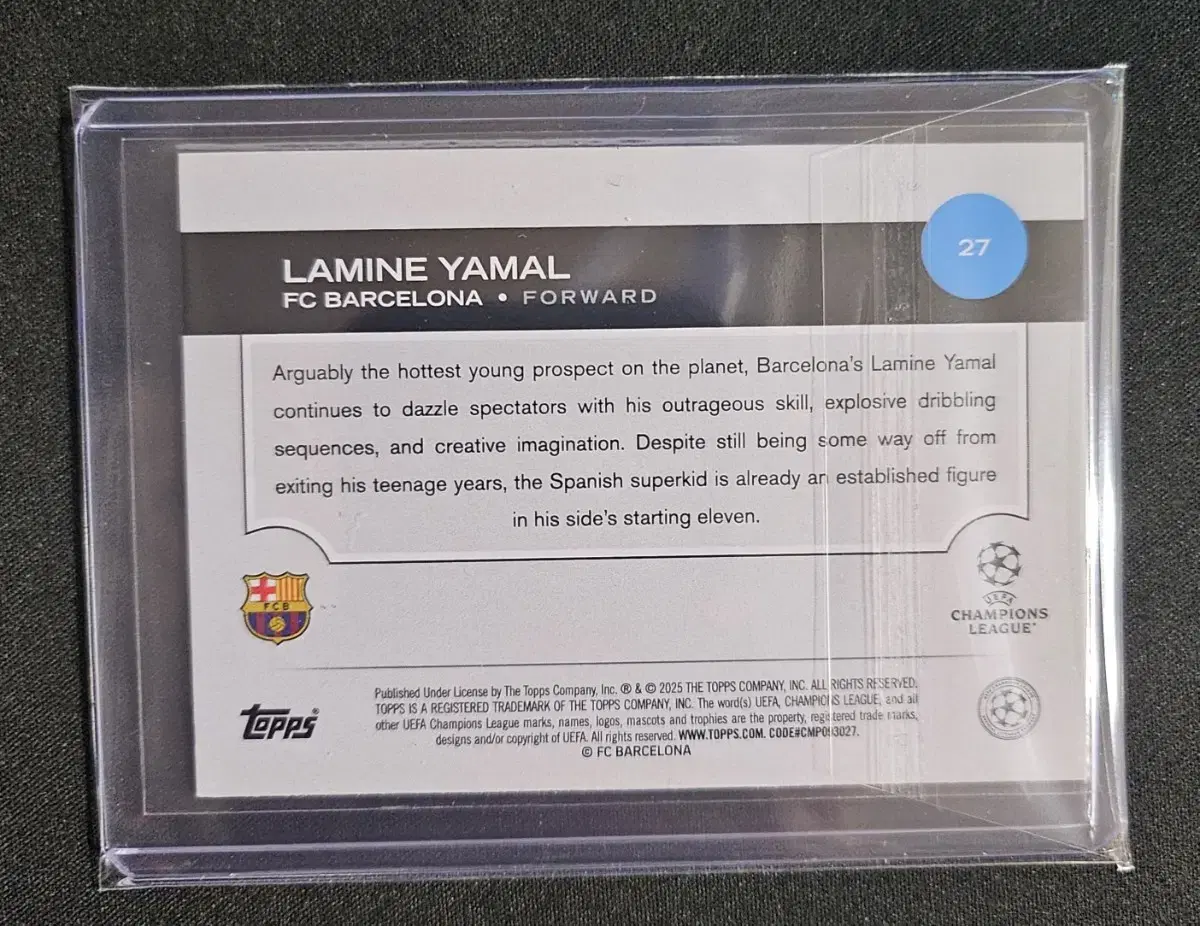 27
LAMINE YAMAL
FC BARCELONA • FORWARD
Arguably the hottest young prospect on the planet, Barcelona's Lamine Yamal
continues to dazzle spectators with his outrageous skill, explosive dribbling
sequences, and creative imagination. Despite still being some way off from
exiting his teenage years, the Spanish superkid is already an established figure
in his side's starting eleven.
FCB
UEFA
CHAMPIONS
LEAGUE®
topps®
Published Under License by The Topps Company, Inc. ® & © 2025 THE TOPPS COMPANY, INC. ALL RIGHTS RESERVED.
TOPPS IS A REGISTERED TRADEMARK OF THE TOPPS COMPANY, INC. The word(s) UEFA, CHAMPIONS LEAGUE, and all
other UEFA Champions League marks, names, logos, mascots and trophies are the property, registered trade marks,
designs and/or copyright of UEFA. All rights reserved. WWW.TOPPS.COM. CODE#CMP093027.
© FC BARCELONA